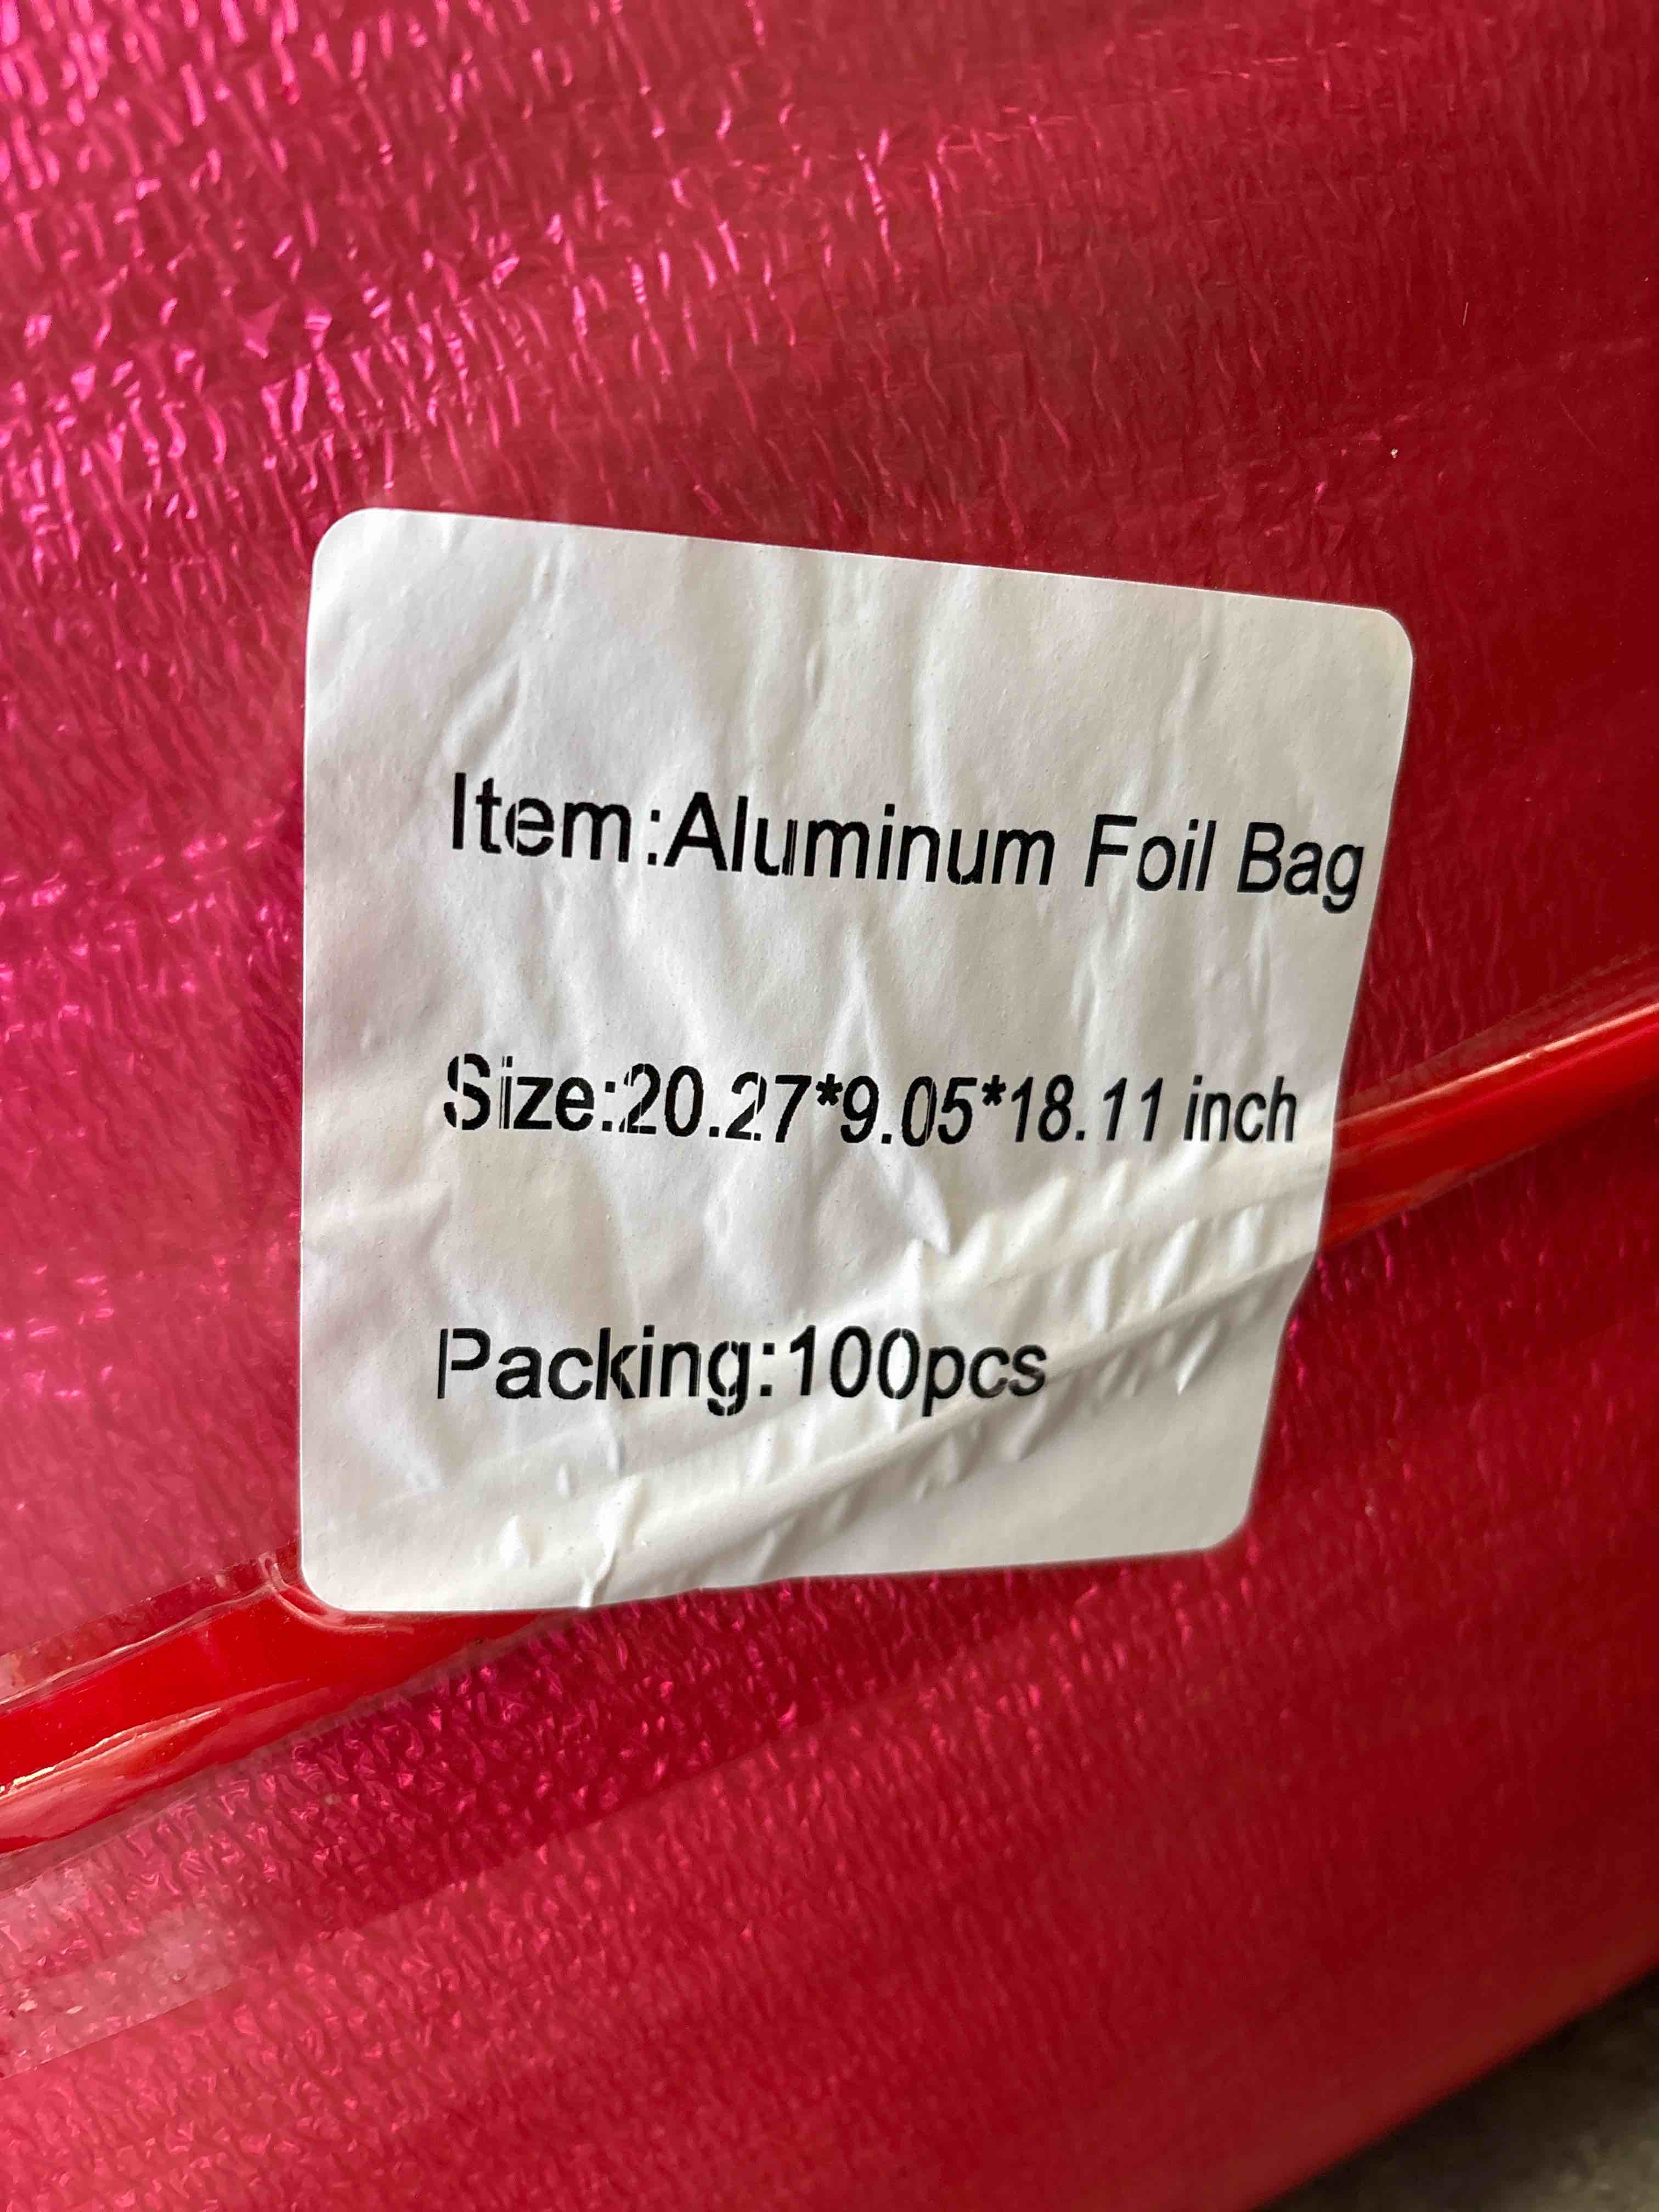 Item:Aluminum Foil Bag
Size:20.27*9.05*18.11 inch
Packing:100pcs